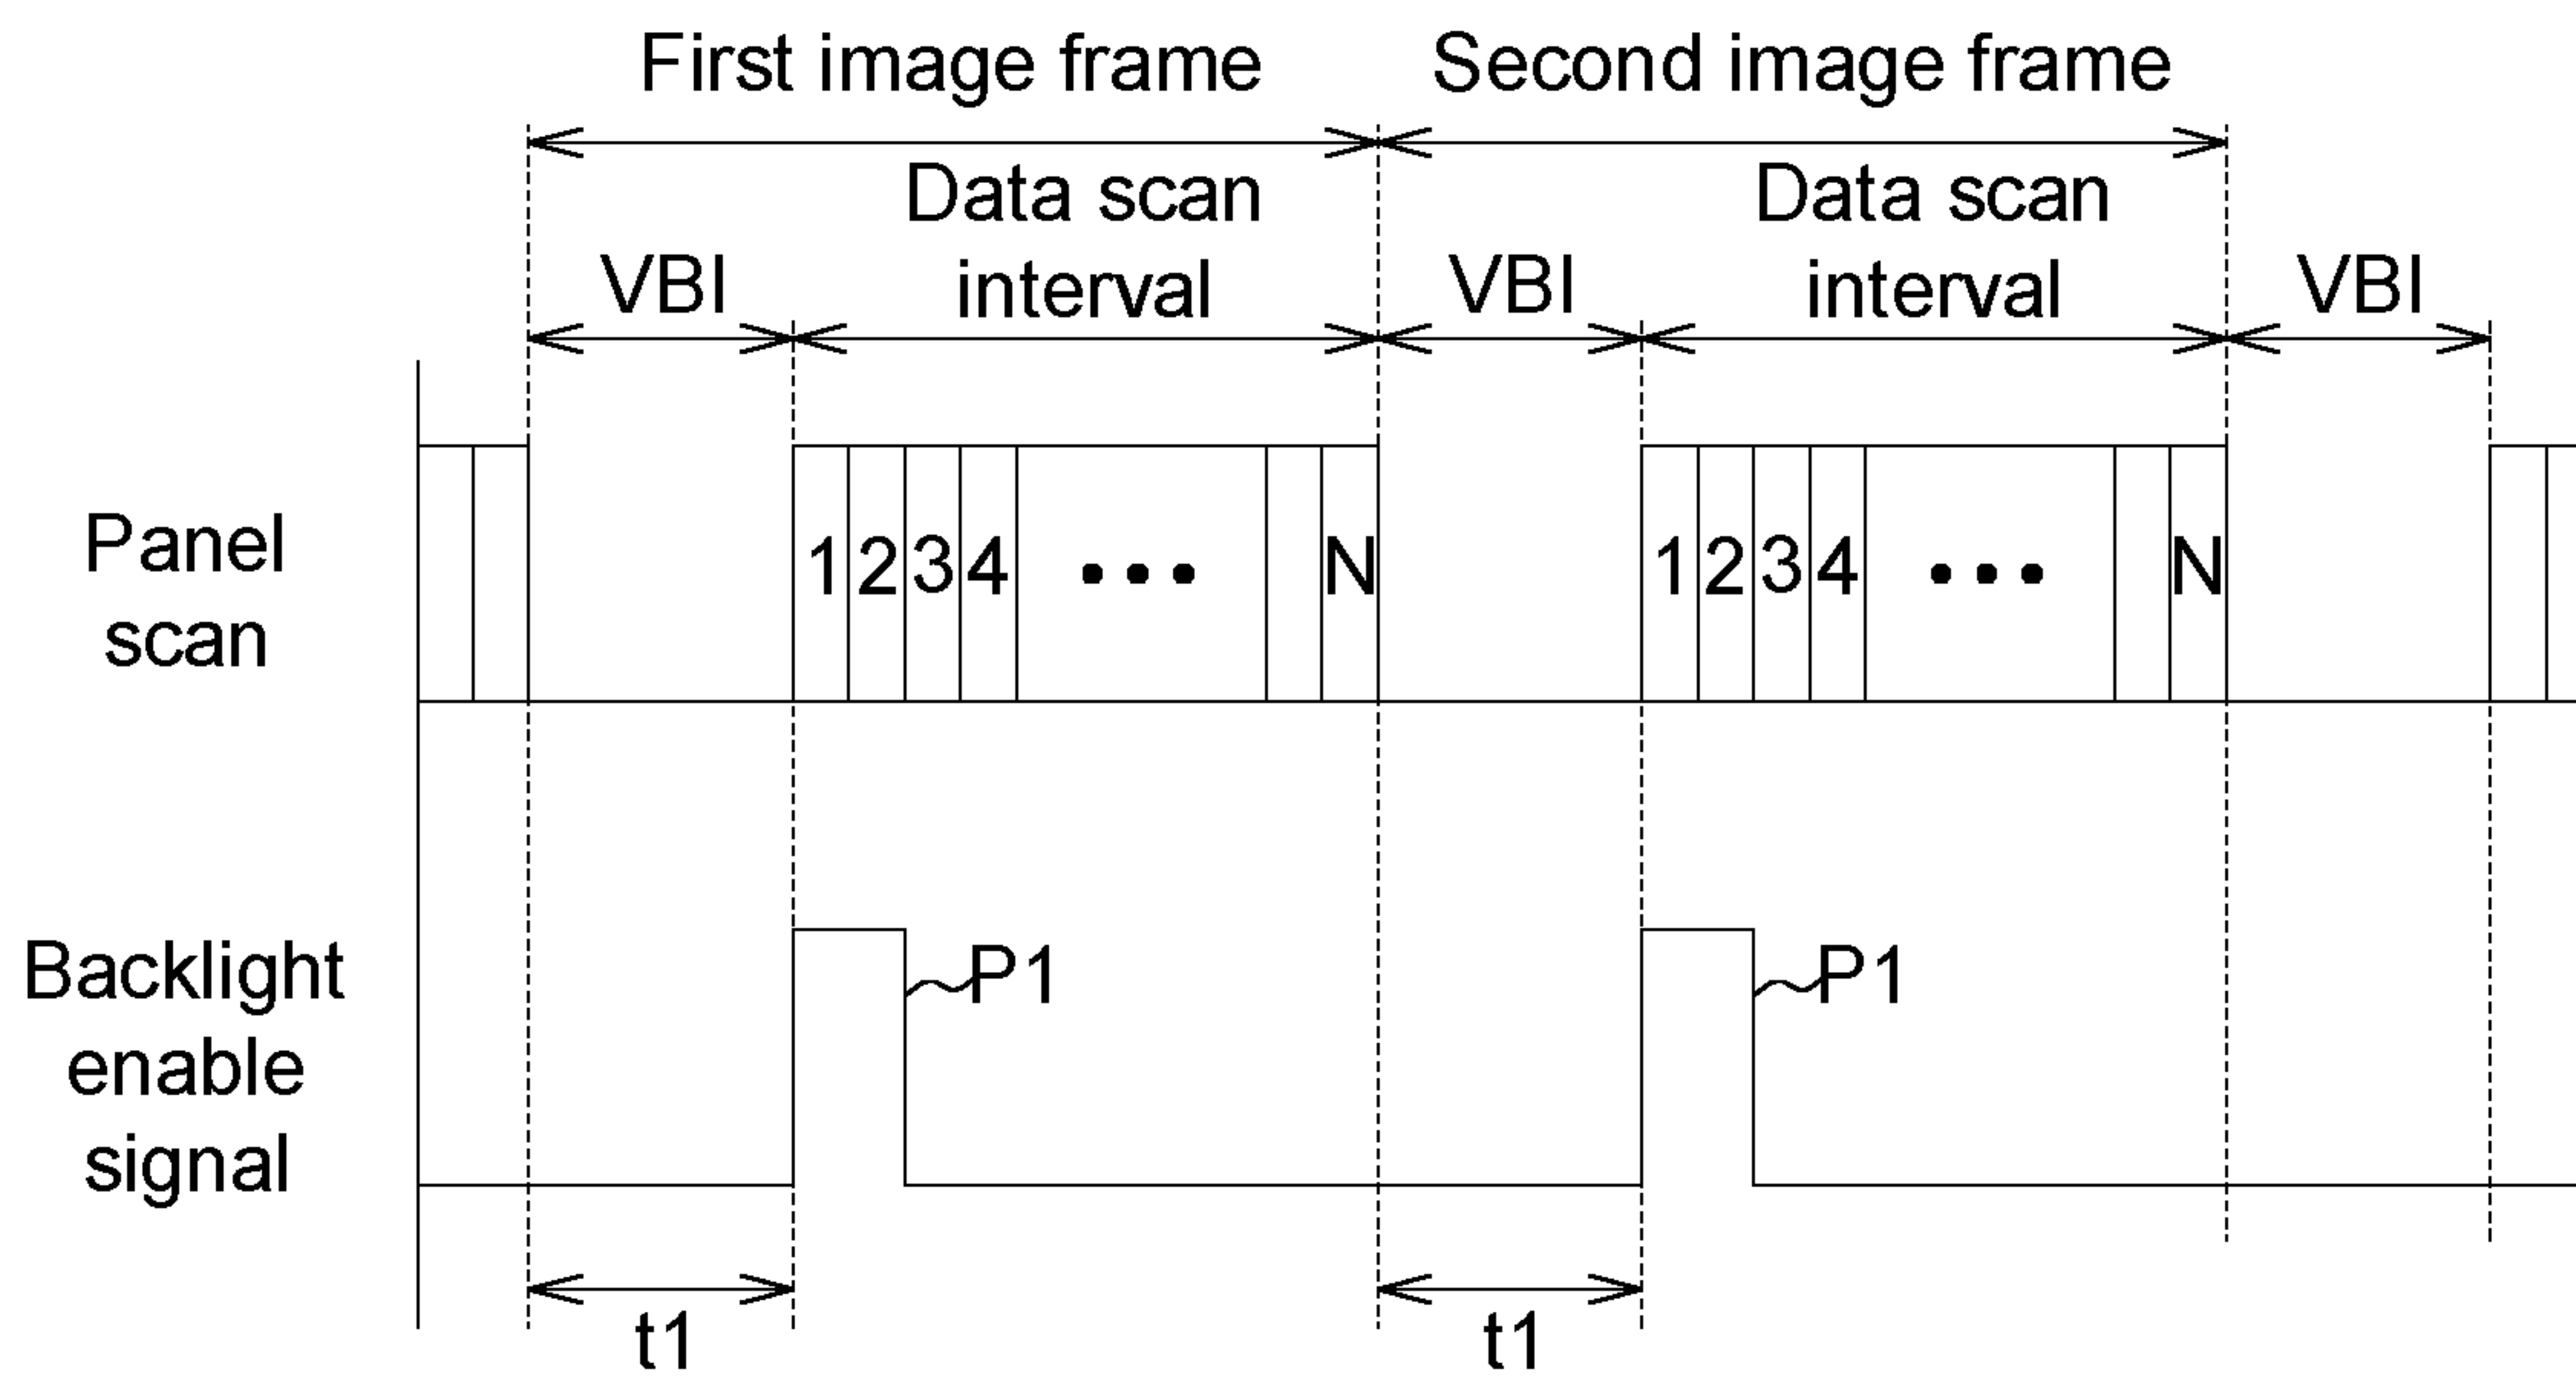 First image frame
Second image frame
Data scan
interval
Data scan
interval
VBI
VBI
VBI
Panel
scan
1 2 3 4 ••• N
1 2 3 4 ••• N
Backlight
enable
signal
P1
P1
t1
t1